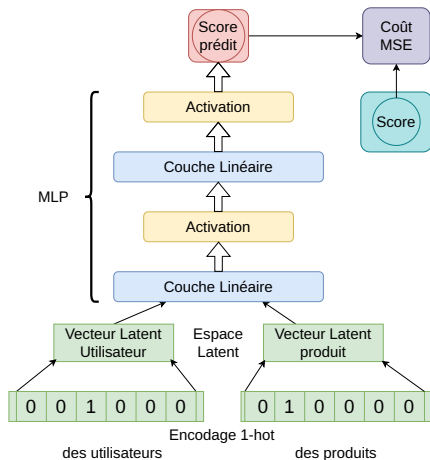 Score
prédit
Coût
MSE
Activation
Score
Couche Linéaire
MLP
Activation
Couche Linéaire
Vecteur Latent
Utilisateur
Espace
Latent
Vecteur Latent
produit
0 0 1 0 0 0
0 1 0 0 0 0
Encodage 1-hot
des utilisateurs
des produits